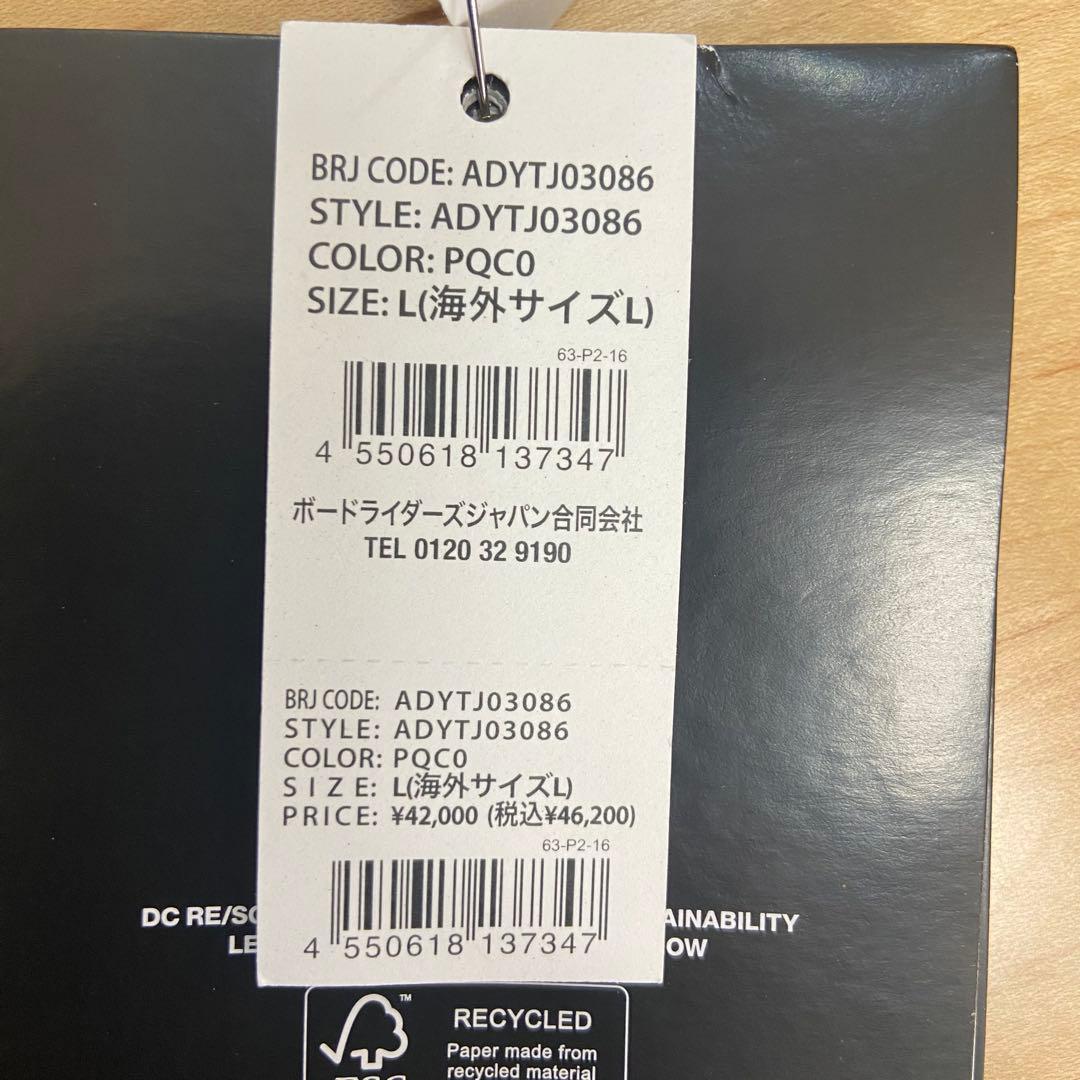 BRJ CODE: ADYTJ03086
STYLE: ADYTJ03086
COLOR: PQC0
SIZE: L(海外サイズL)
63-P2-16
4 550618 137347
ボードライダーズジャパン合同会社
TEL 0120 32 9190
BRJ CODE: ADYTJ03086
STYLE: ADYTJ03086
COLOR: PQC0
SIZE: L(海外サイズL)
PRICE: ¥42,000 (税込¥46,200)
63-P2-16
4 550618 137347
DC
™
RECYCLED
Paper made from
recycled material